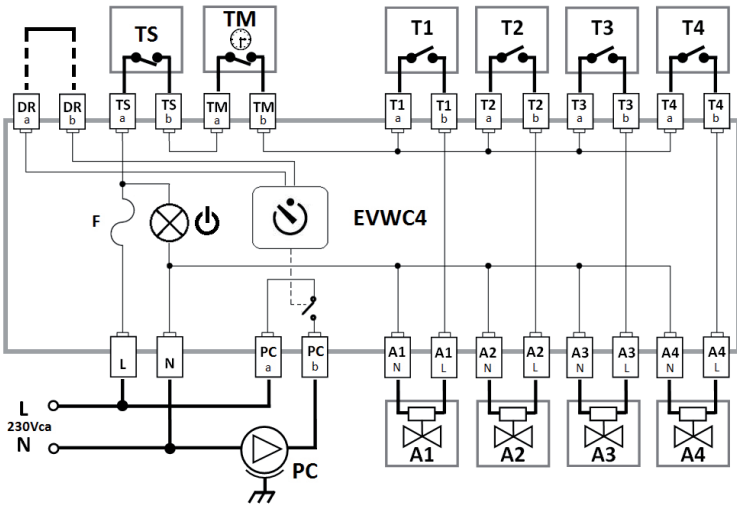 TS
TM
T1
T2
T3
T4
DR a
DR b
TS a
TS b
TM a
TM b
T1 a
T1 b
T2 a
T2 b
T3 a
T3 b
T4 a
T4 b
F
EVWC4
L
N
PC a
PC b
A1 N
A1 L
A2 N
A2 L
A3 N
A3 L
A4 N
A4 L
L
230Vca
N
PC
A1
A2
A3
A4